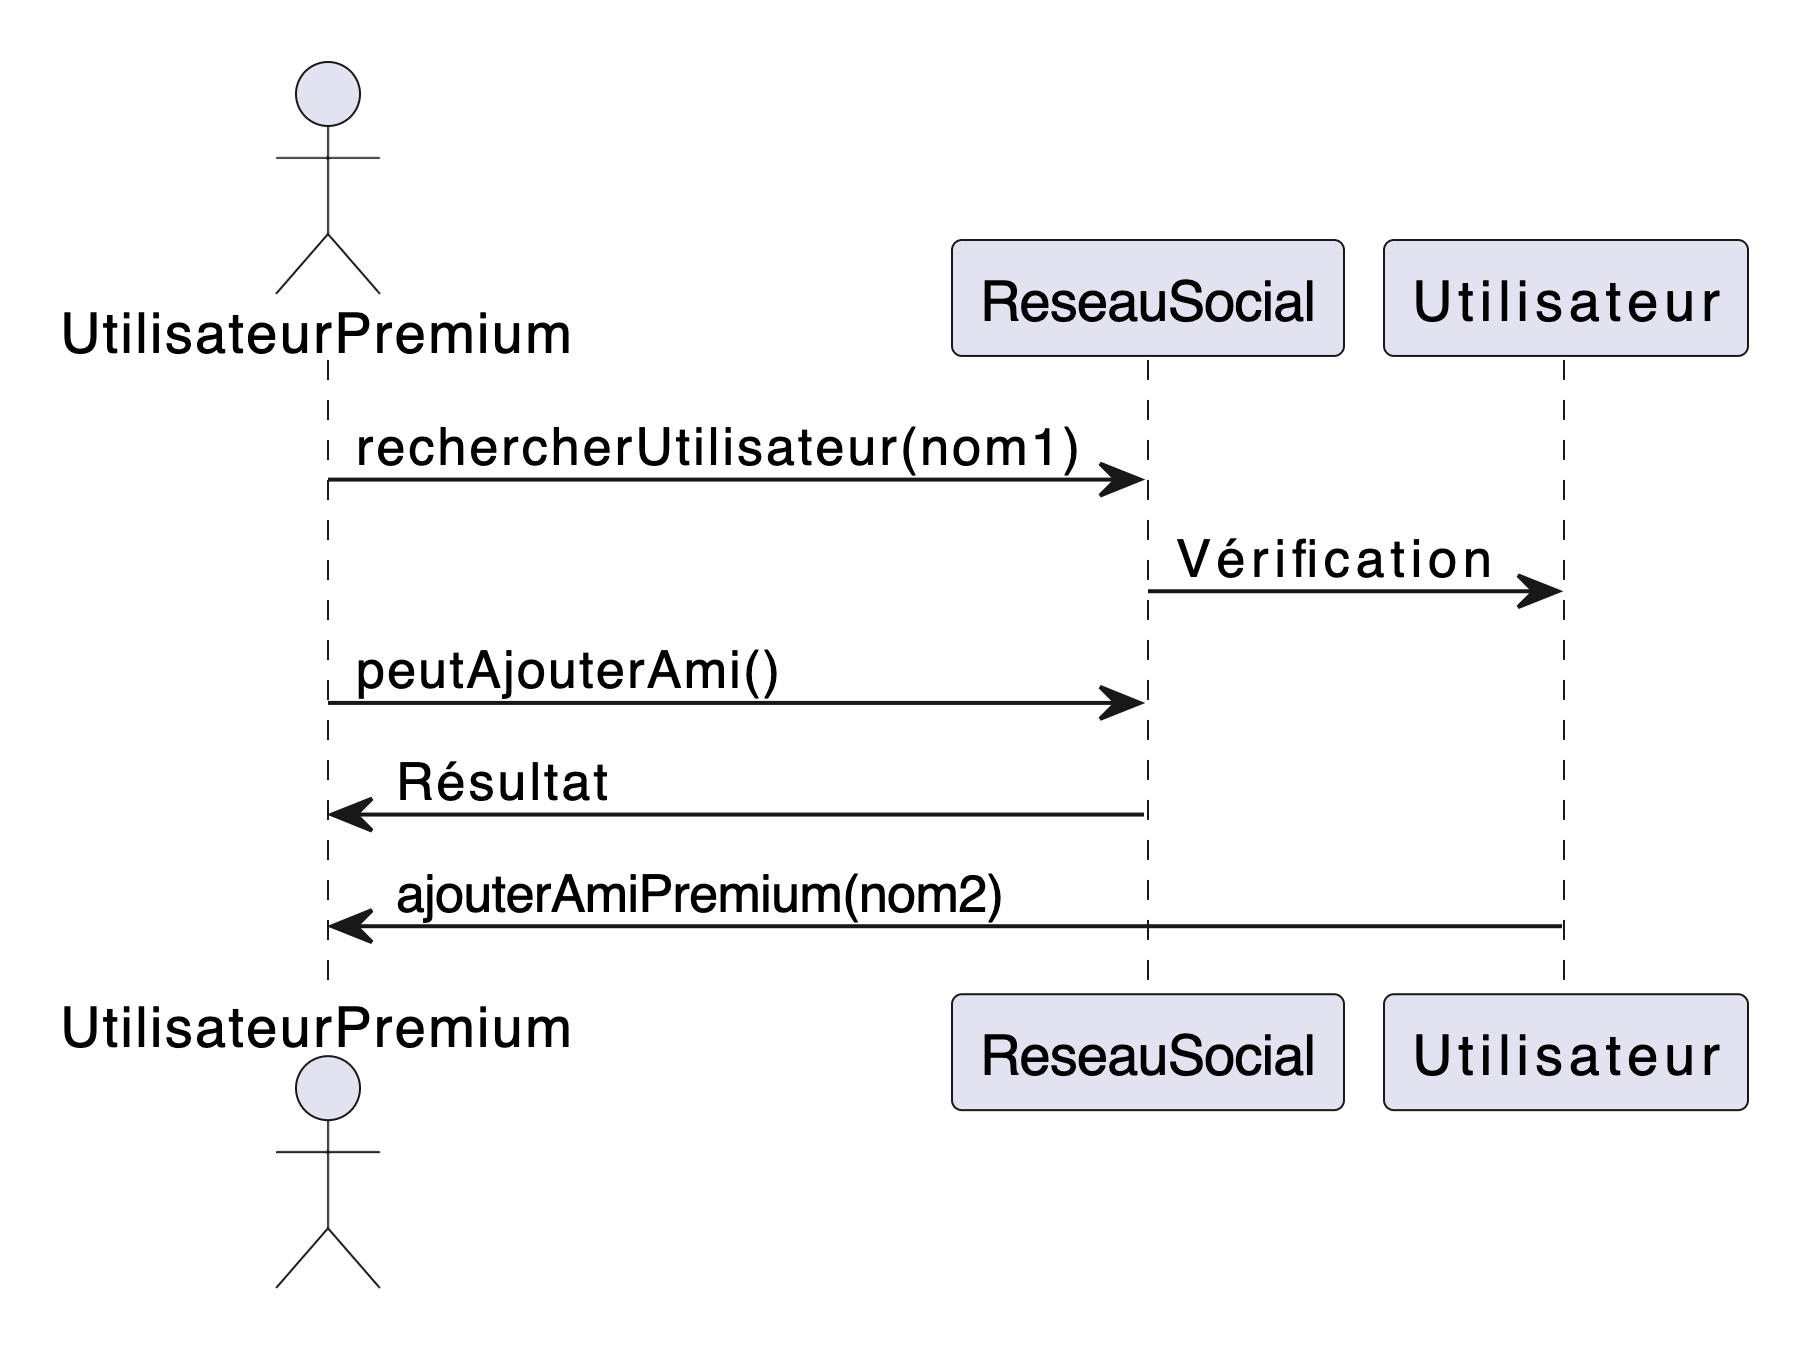 UtilisateurPremium
ReseauSocial
Utilisateur
rechercherUtilisateur(nom1)
Vérification
peutAjouterAmi()
Résultat
ajouterAmiPremium(nom2)
UtilisateurPremium
ReseauSocial
Utilisateur